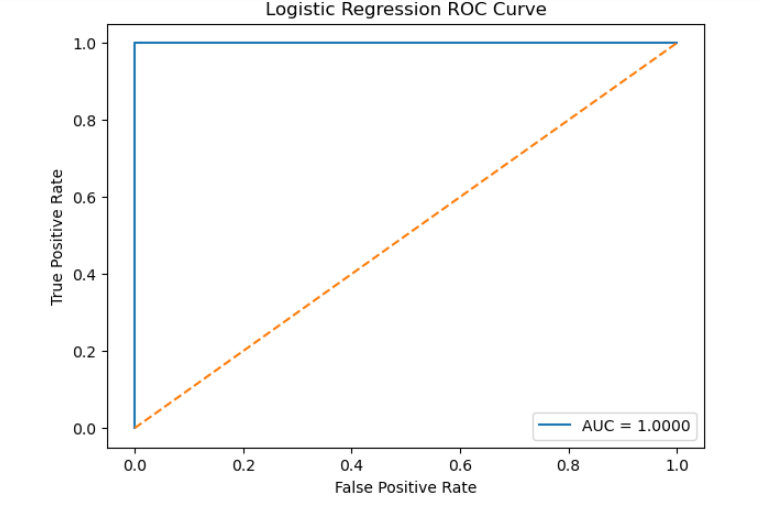 Logistic Regression ROC Curve
1.0
0.8
0.6
0.4
0.2
0.0
True Positive Rate
AUC = 1.0000
0.0 0.2 0.4 0.6 0.8 1.0
False Positive Rate